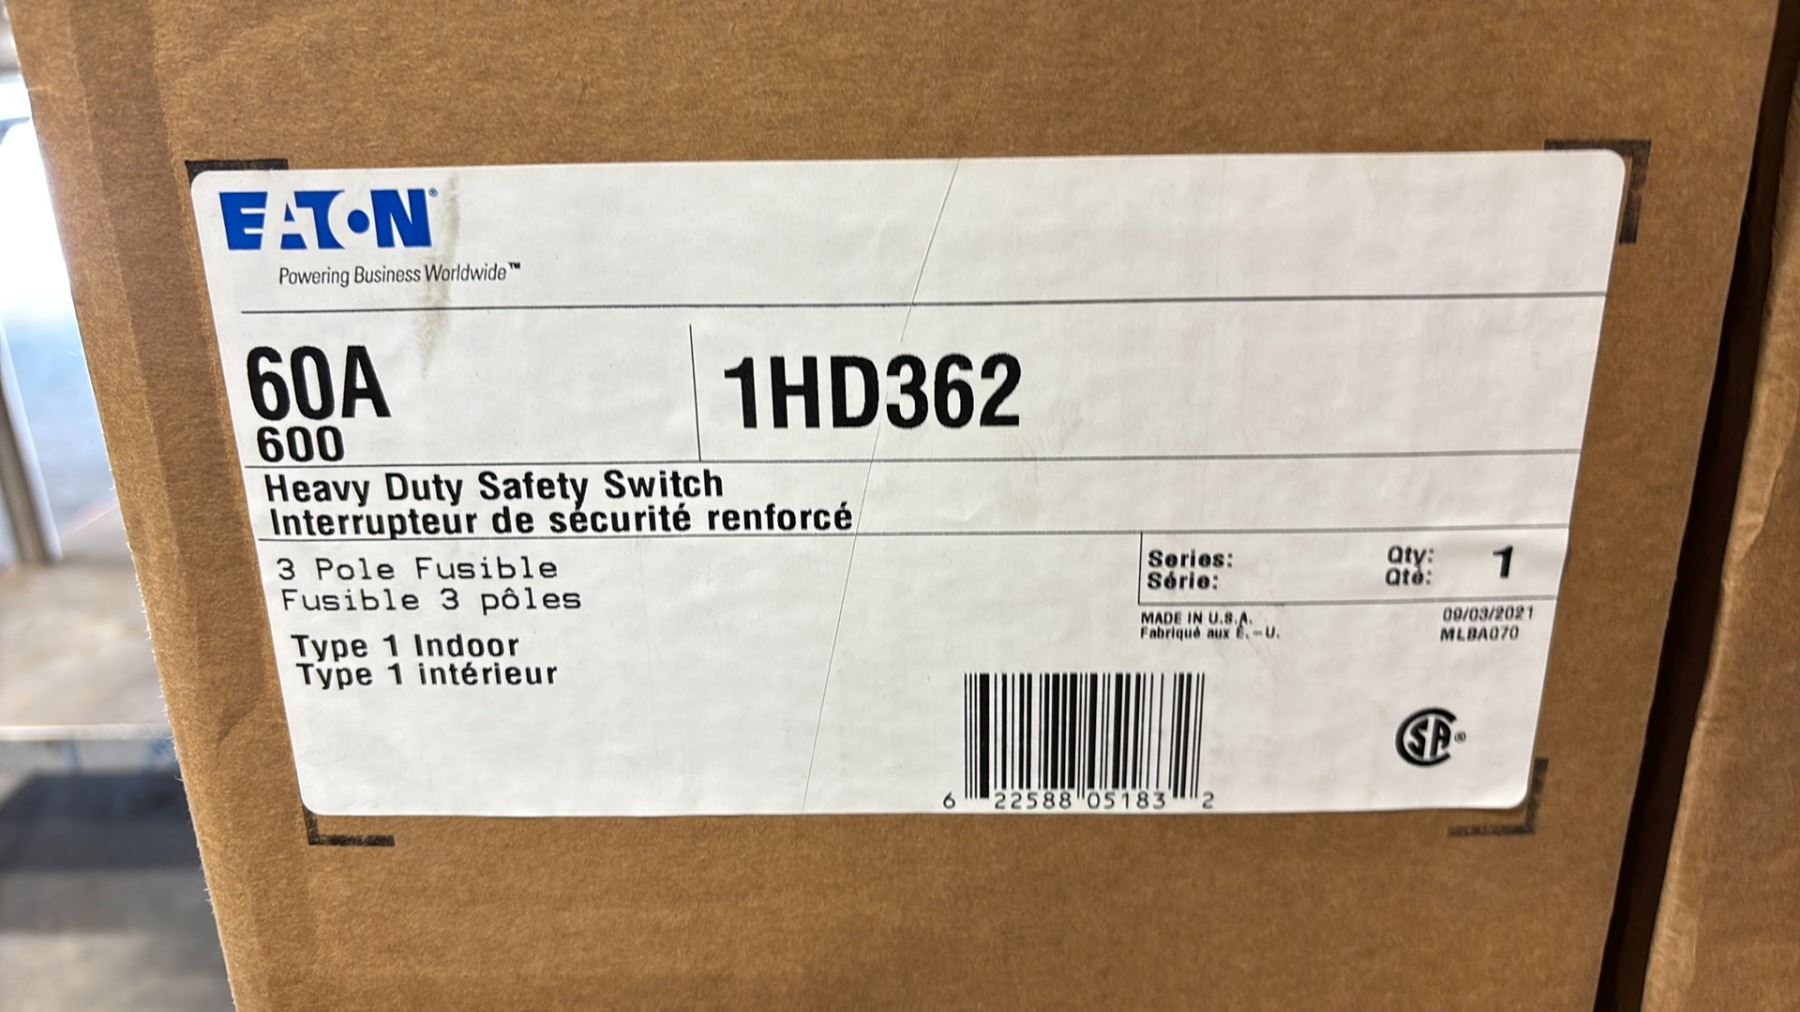 EATON®
Powering Business Worldwide™
60A
600
1HD362
Heavy Duty Safety Switch
Interrupteur de sécurité renforcé
3 Pole Fusible
Fusible 3 pôles
Type 1 Indoor
Type 1 intérieur
Series:
Série:
Qty: 1
Qté:
MADE IN U.S.A.
Fabriqué aux É.-U.
09/03/2021
MLBA070
6 22588 05183 2
CSA®